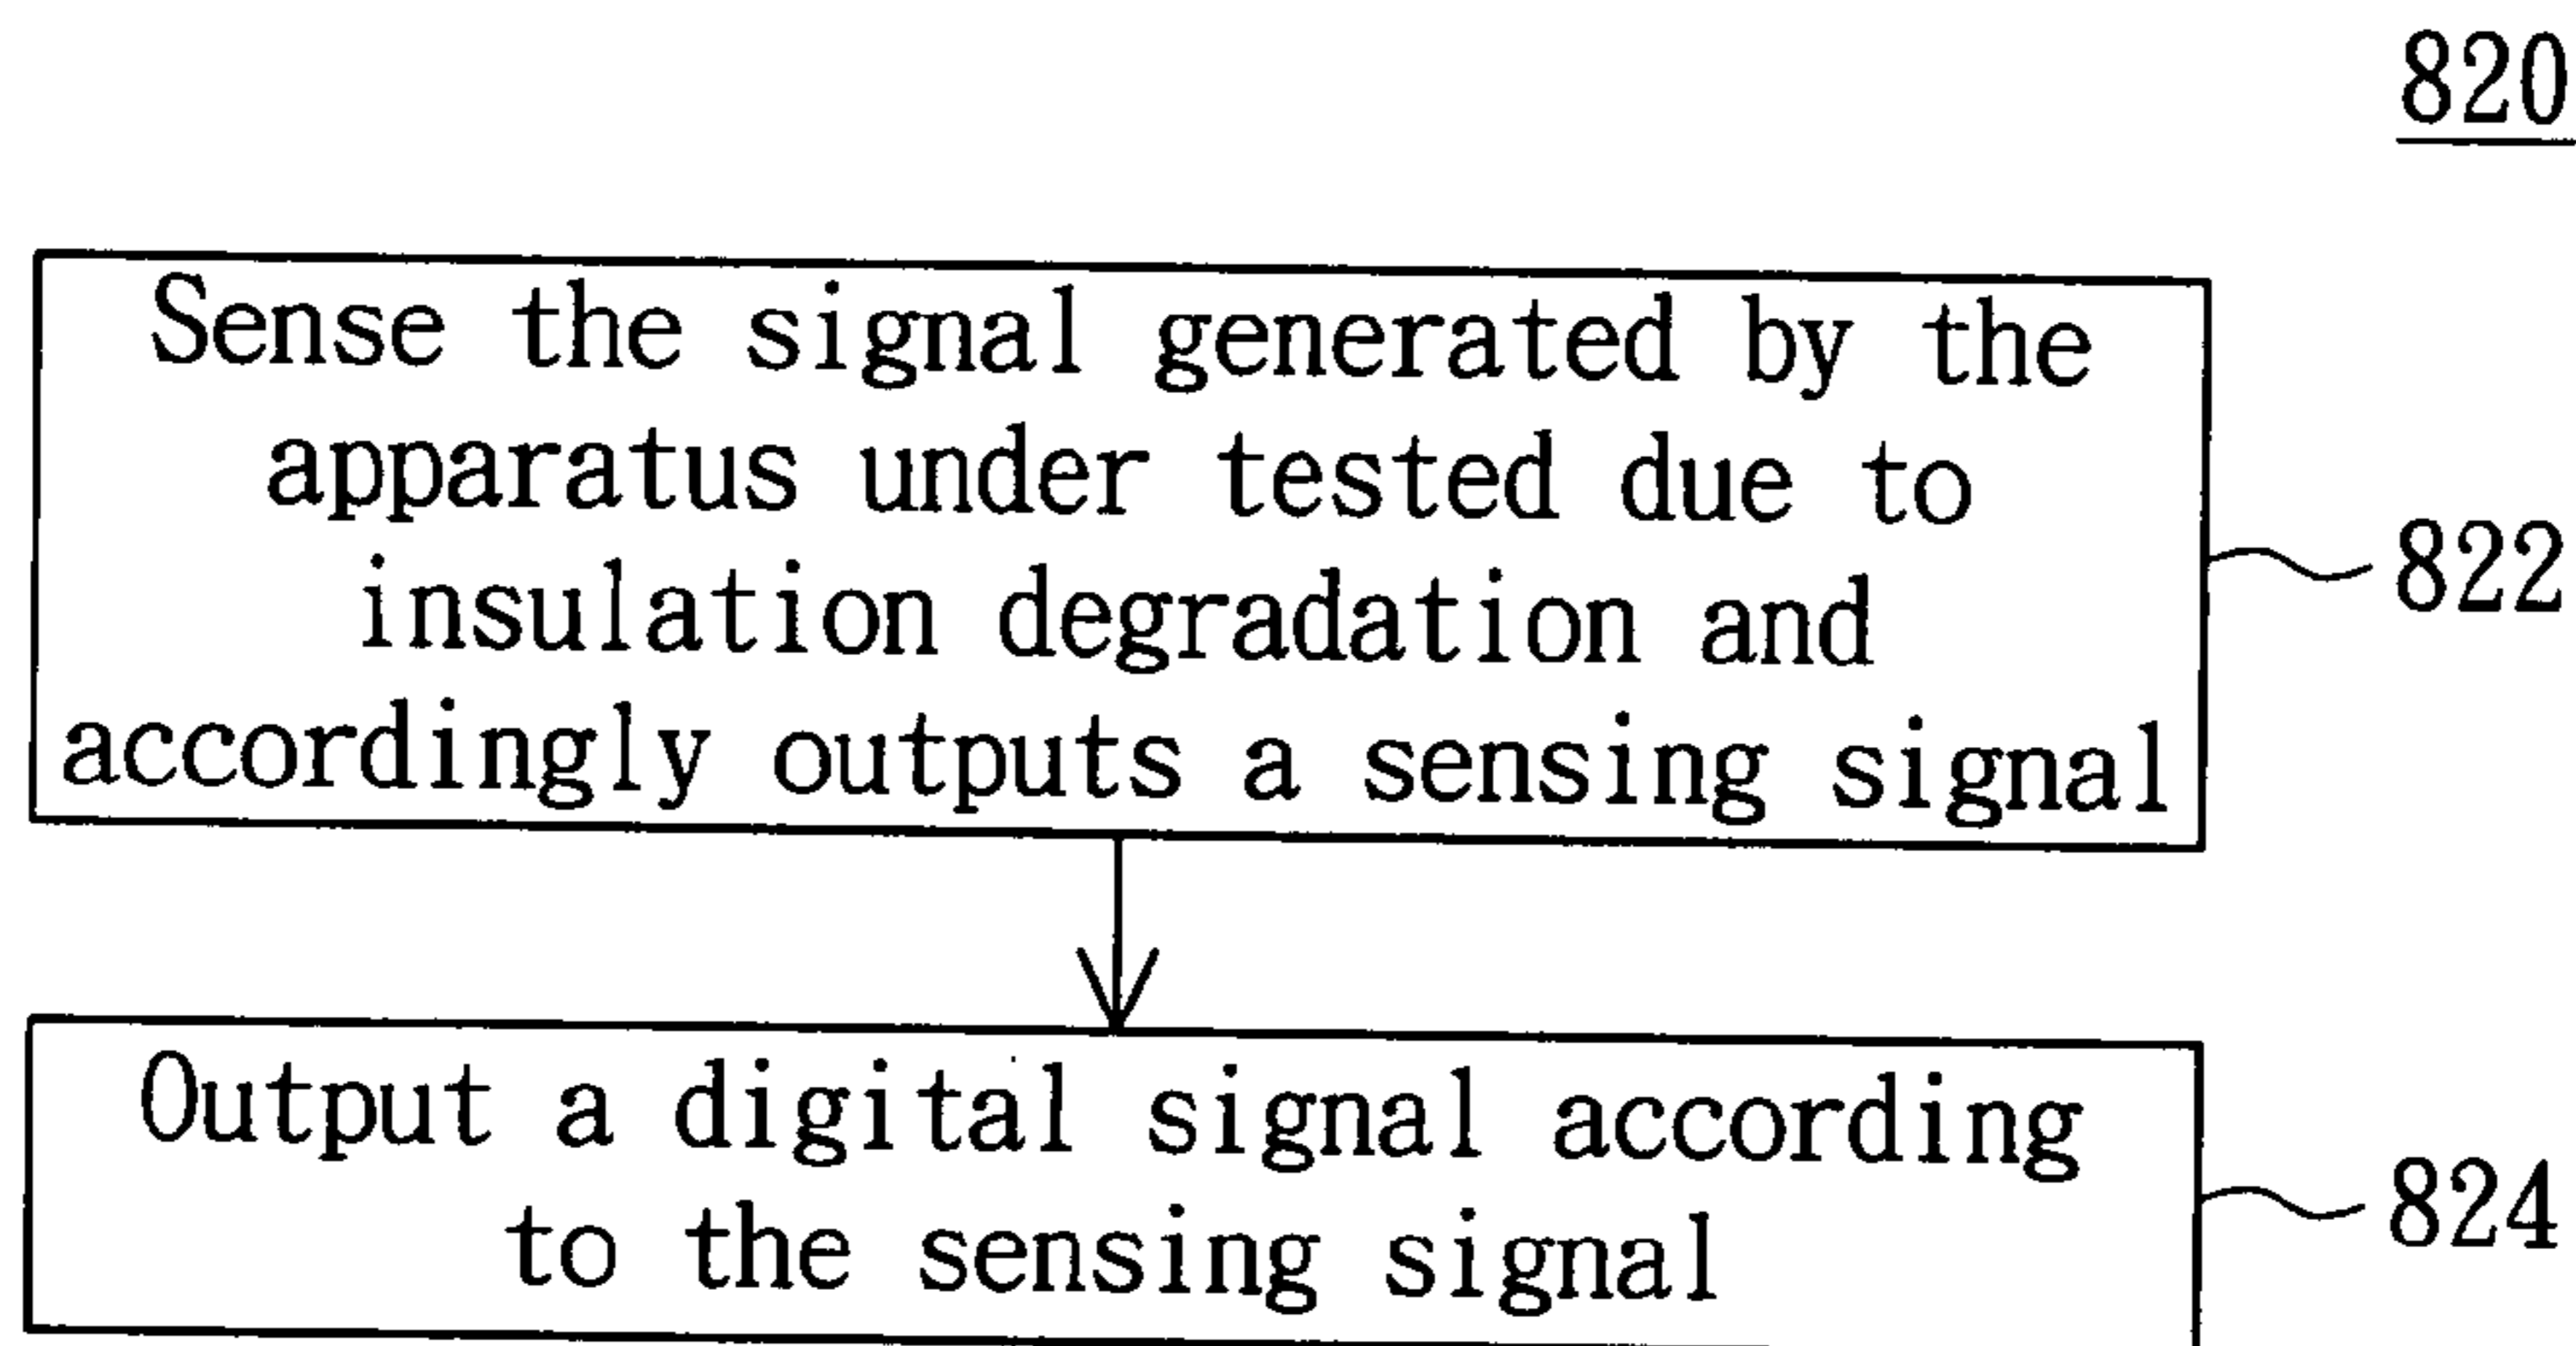 820
Sense the signal generated by the
apparatus under tested due to
insulation degradation and
accordingly outputs a sensing signal
822
Output a digital signal according
to the sensing signal
824